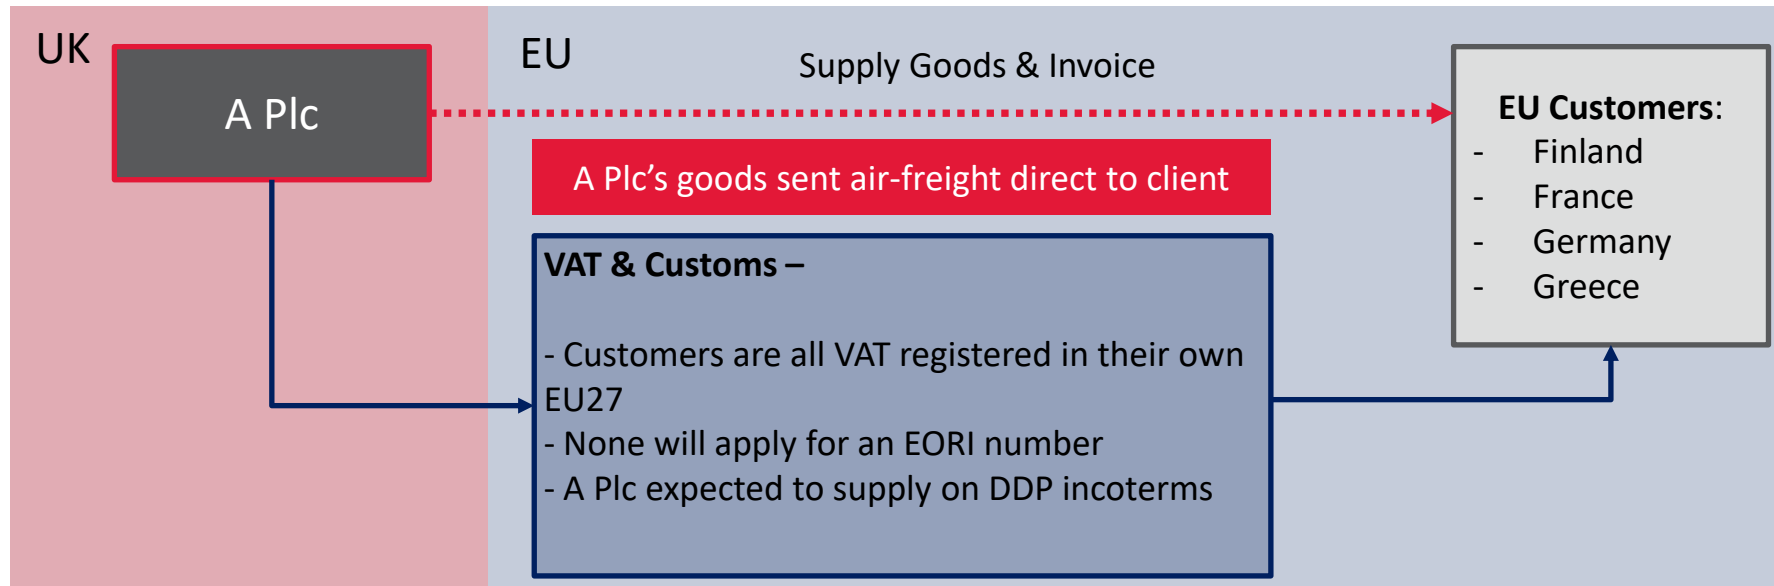 UK
A Plc
EU
Supply Goods & Invoice
A Plc’s goods sent air-freight direct to client
VAT & Customs –
- Customers are all VAT registered in their own
EU27
- None will apply for an EORI number
- A Plc expected to supply on DDP incoterms
EU Customers:
- Finland
- France
- Germany
- Greece